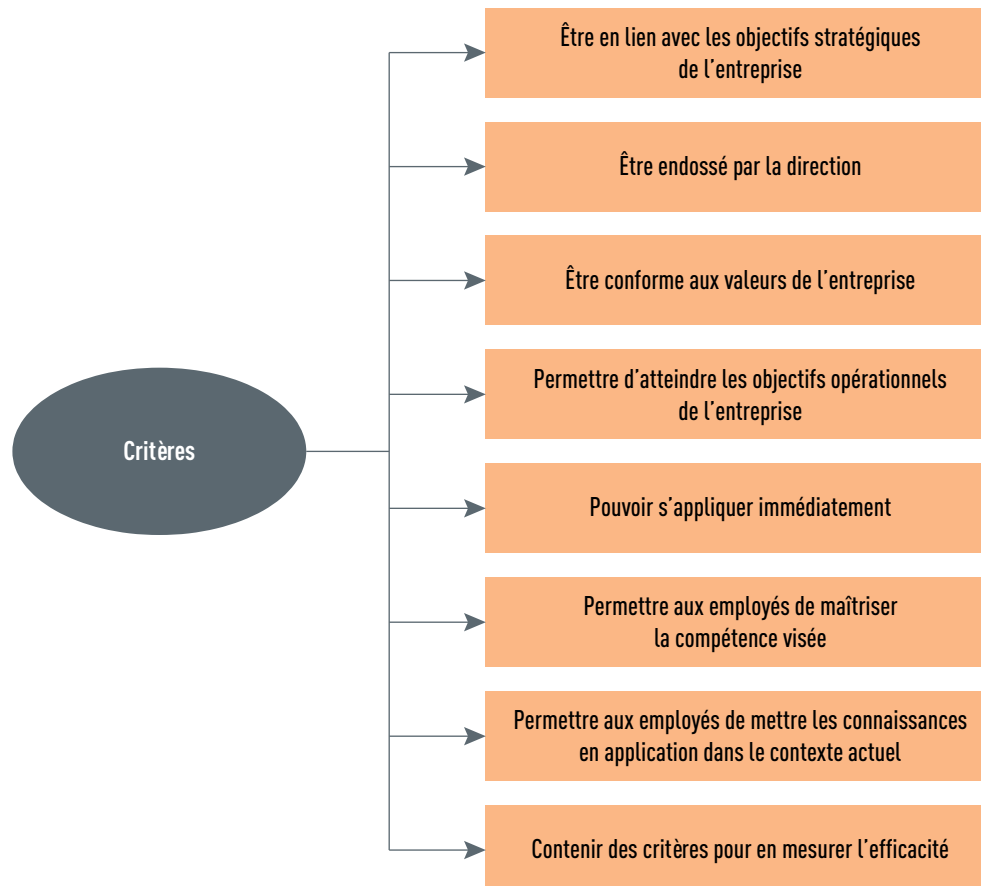 Être en lien avec les objectifs stratégiques
de l’entreprise
Être endossé par la direction
Être conforme aux valeurs de l’entreprise
Permettre d’atteindre les objectifs opérationnels
de l’entreprise
Critères
Pouvoir s’appliquer immédiatement
Permettre aux employés de maîtriser
la compétence visée
Permettre aux employés de mettre les connaissances
en application dans le contexte actuel
Contenir des critères pour en mesurer l’efficacité